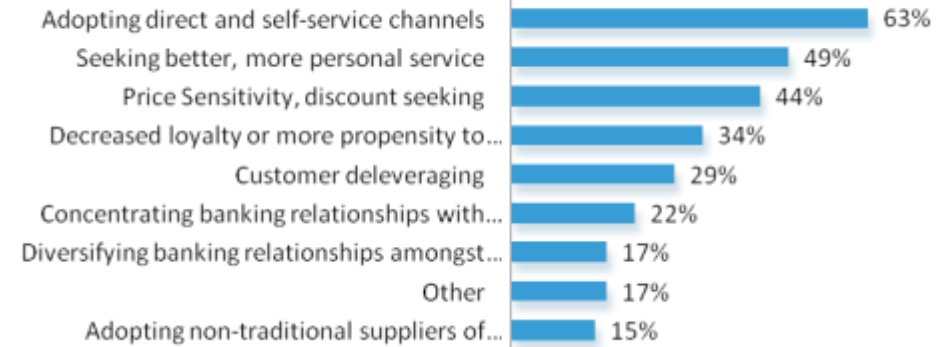 Adopting direct and self-service channels 63%
Seeking better, more personal service 49%
Price Sensitivity, discount seeking 44%
Decreased loyalty or more propensity to... 34%
Customer deleveraging 29%
Concentrating banking relationships with... 22%
Diversifying banking relationships amongst... 17%
Other 17%
Adopting non-traditional suppliers of... 15%